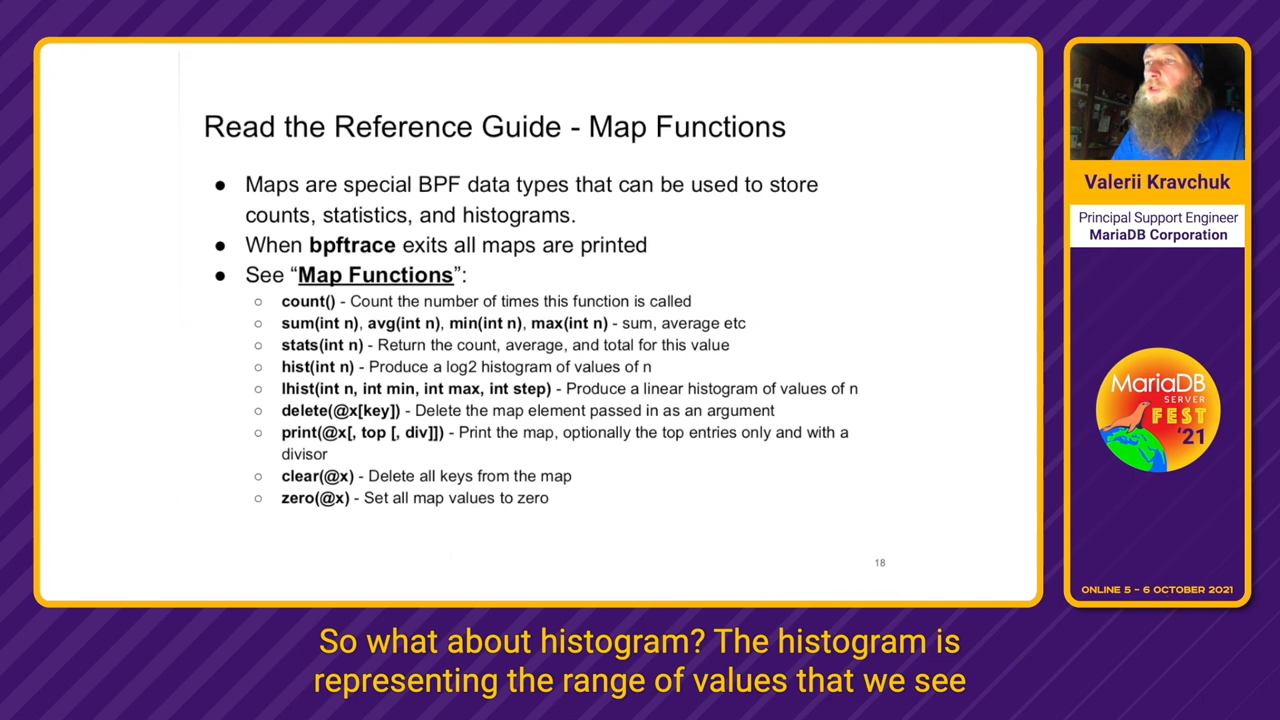 Read the Reference Guide - Map Functions
● Maps are special BPF data types that can be used to store
counts, statistics, and histograms.
● When bpftrace exits all maps are printed
● See “Map Functions”:
○ count() - Count the number of times this function is called
○ sum(int n), avg(int n), min(int n), max(int n) - sum, average etc
○ stats(int n) - Return the count, average, and total for this value
○ hist(int n) - Produce a log2 histogram of values of n
○ lhist(int n, int min, int max, int step) - Produce a linear histogram of values of n
○ delete(@x[key]) - Delete the map element passed in as an argument
○ print(@x[, top [, div]]) - Print the map, optionally the top entries only and with a
divisor
○ clear(@x) - Delete all keys from the map
○ zero(@x) - Set all map values to zero
18
Valerii Kravchuk
Principal Support Engineer
MariaDB Corporation
MariaDB
SERVER
FEST
'21
ONLINE 5 - 6 OCTOBER 2021
So what about histogram? The histogram is
representing the range of values that we see